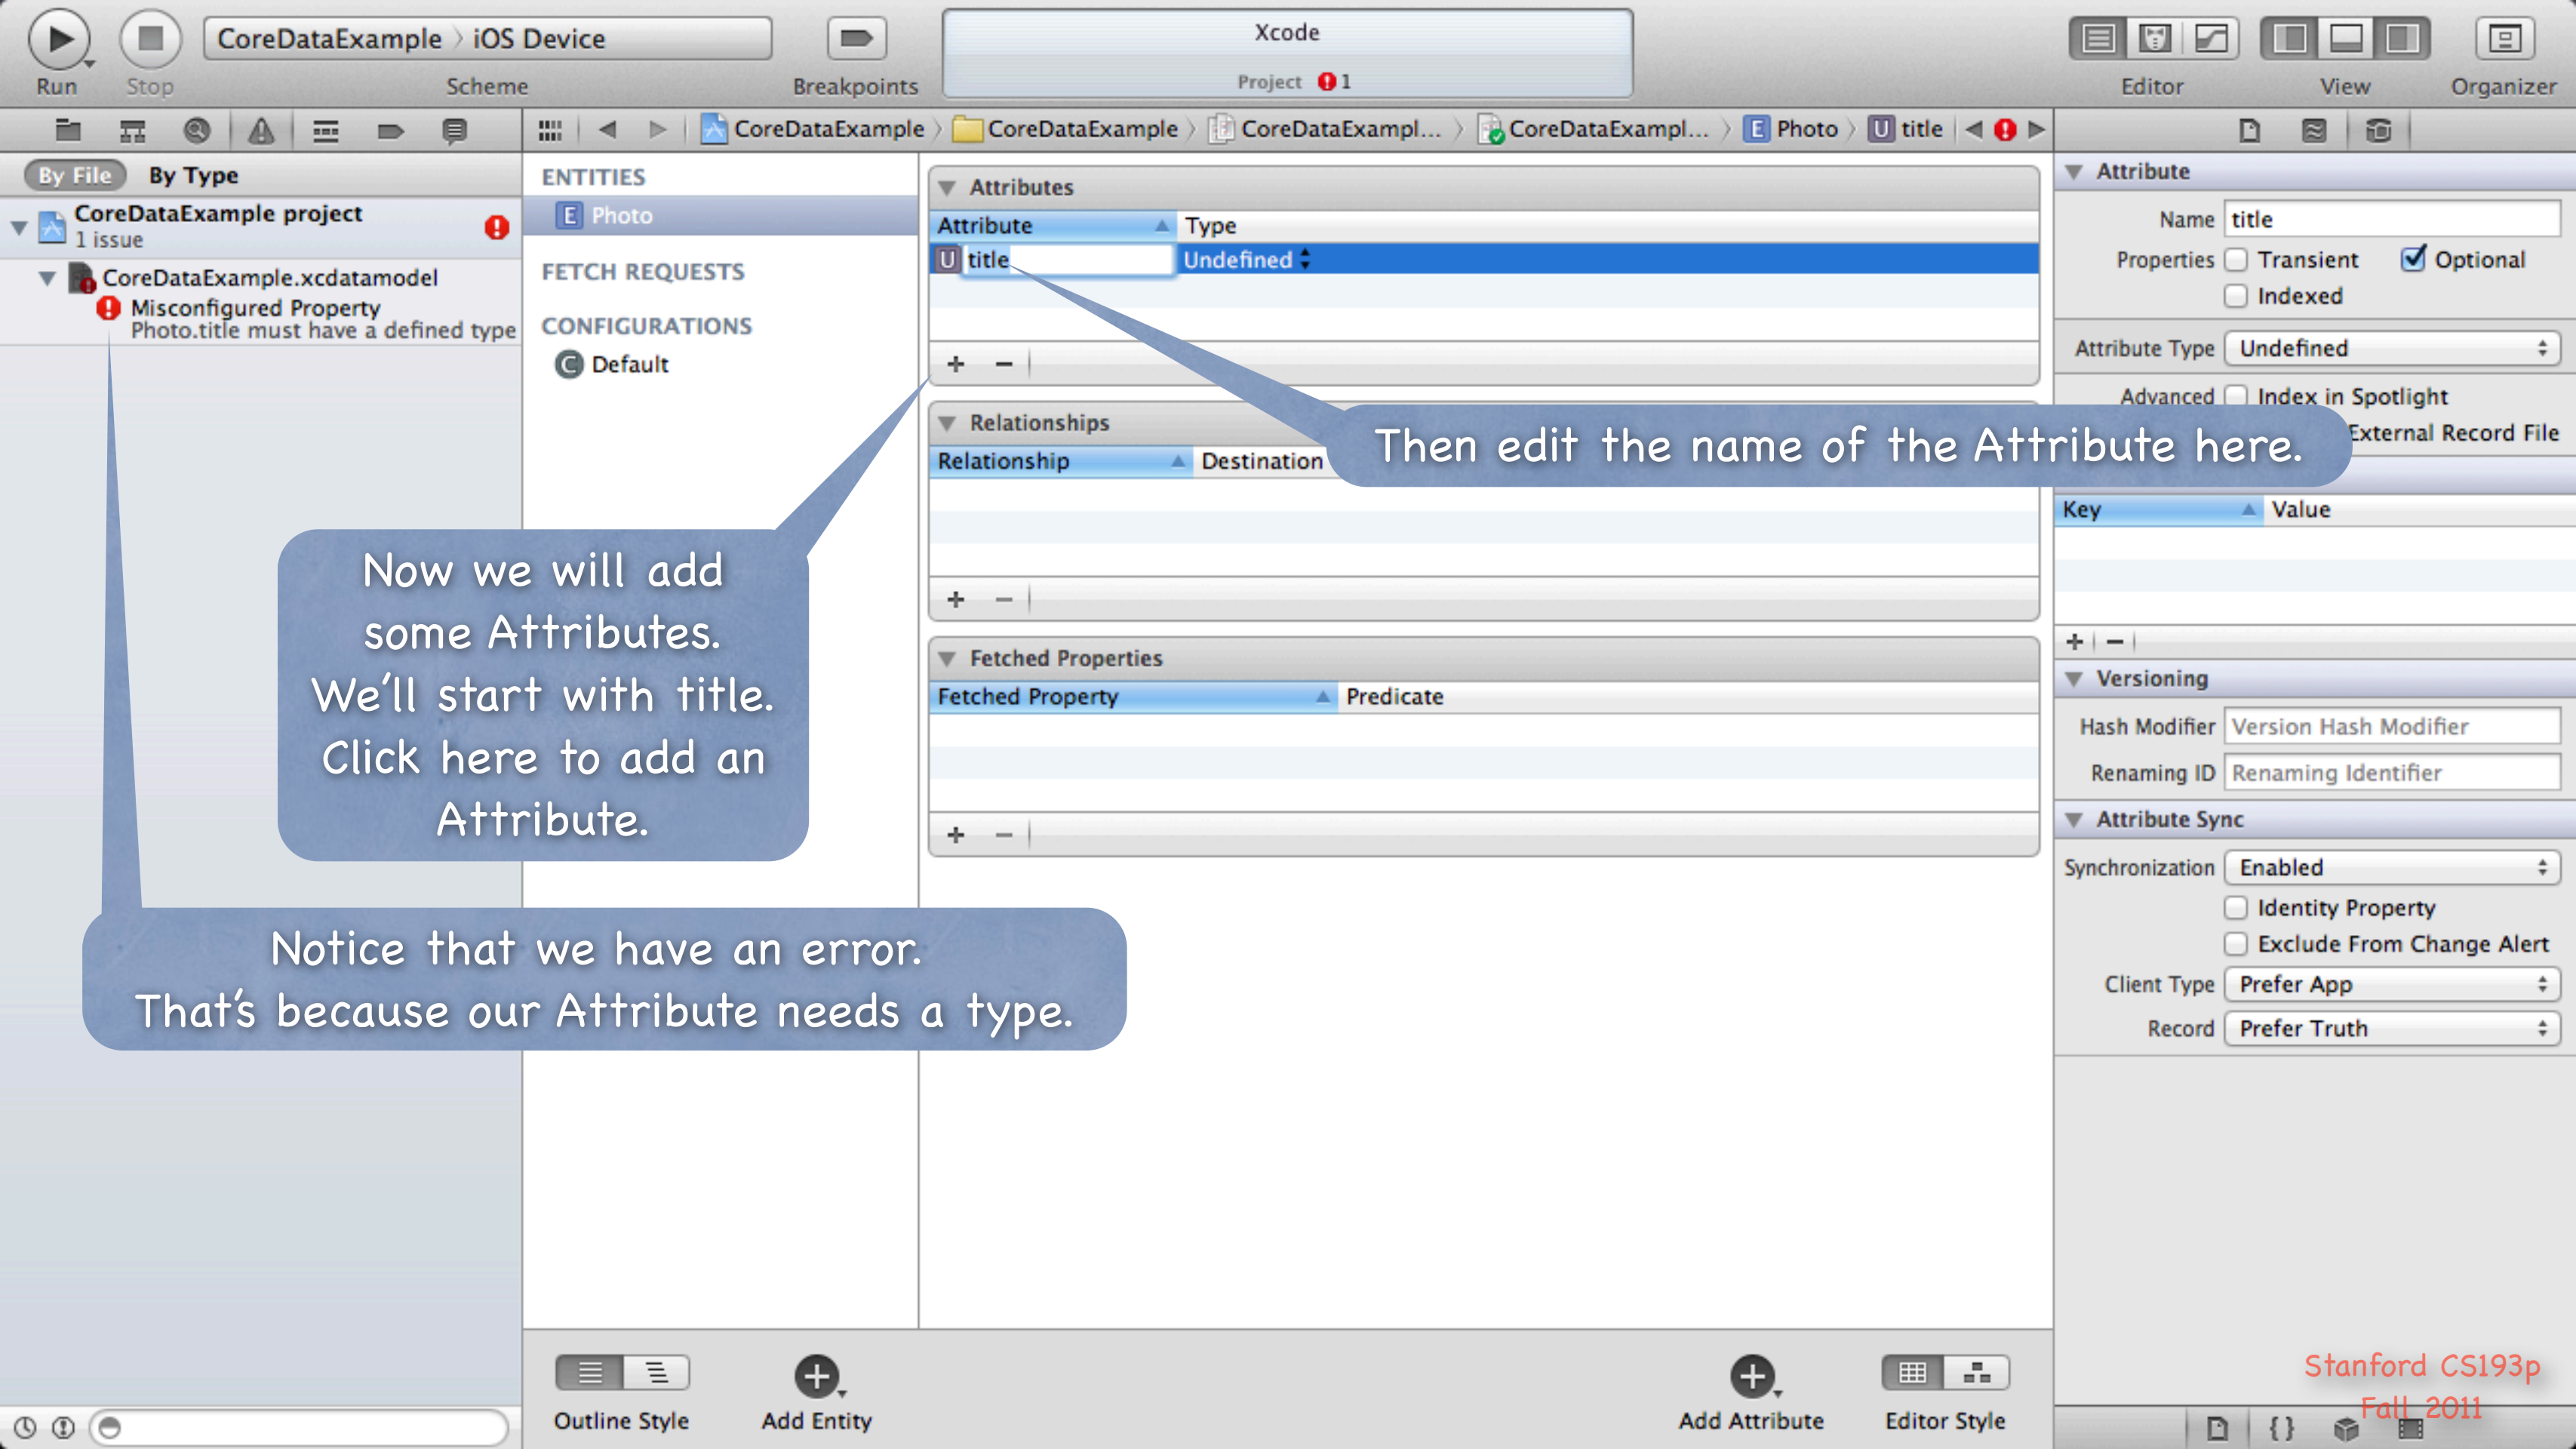 CoreDataExample › iOS Device
Xcode
Project 1
Run
Stop
Scheme
Breakpoints
Editor
View
Organizer
CoreDataExample › CoreDataExample › CoreDataExampl... › CoreDataExampl... › E Photo › U title
By File By Type
CoreDataExample project
1 issue
CoreDataExample.xcdatamodel
Misconfigured Property
Photo.title must have a defined type
ENTITIES
E Photo
FETCH REQUESTS
CONFIGURATIONS
C Default
Attributes
Attribute Type
U title Undefined
+ −
Relationships
Relationship Destination
+ −
Fetched Properties
Fetched Property Predicate
+ −
Then edit the name of the Attribute here.
Now we will add
some Attributes.
We'll start with title.
Click here to add an
Attribute.
Notice that we have an error.
That's because our Attribute needs a type.
Attribute
Name title
Properties Transient Optional
Indexed
Attribute Type Undefined
Advanced Index in Spotlight
External Record File
Key Value
+ −
Versioning
Hash Modifier Version Hash Modifier
Renaming ID Renaming Identifier
Attribute Sync
Synchronization Enabled
Identity Property
Exclude From Change Alert
Client Type Prefer App
Record Prefer Truth
Outline Style
Add Entity
Add Attribute
Editor Style
Stanford CS193p
Fall 2011
{ }